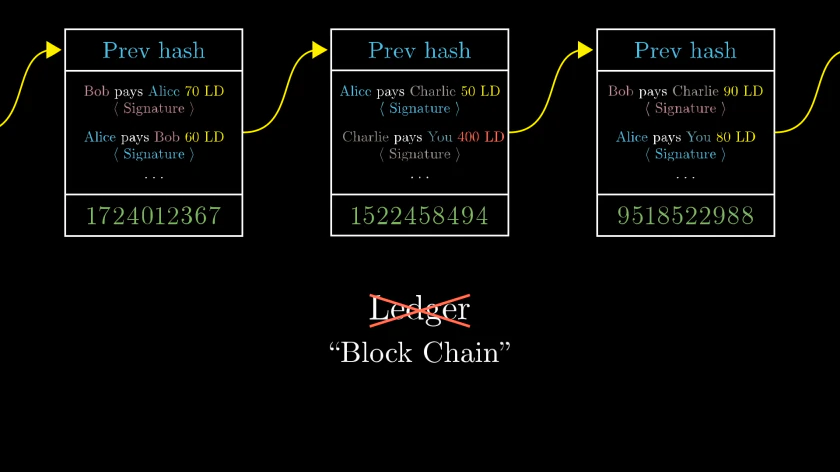 Prev hash
Bob pays Alice 70 LD
⟨ Signature ⟩
Alice pays Bob 60 LD
⟨ Signature ⟩
...
1724012367
Prev hash
Alice pays Charlie 50 LD
⟨ Signature ⟩
Charlie pays You 400 LD
⟨ Signature ⟩
...
1522458494
Prev hash
Bob pays Charlie 90 LD
⟨ Signature ⟩
Alice pays You 80 LD
⟨ Signature ⟩
...
9518522988
Ledger
“Block Chain”